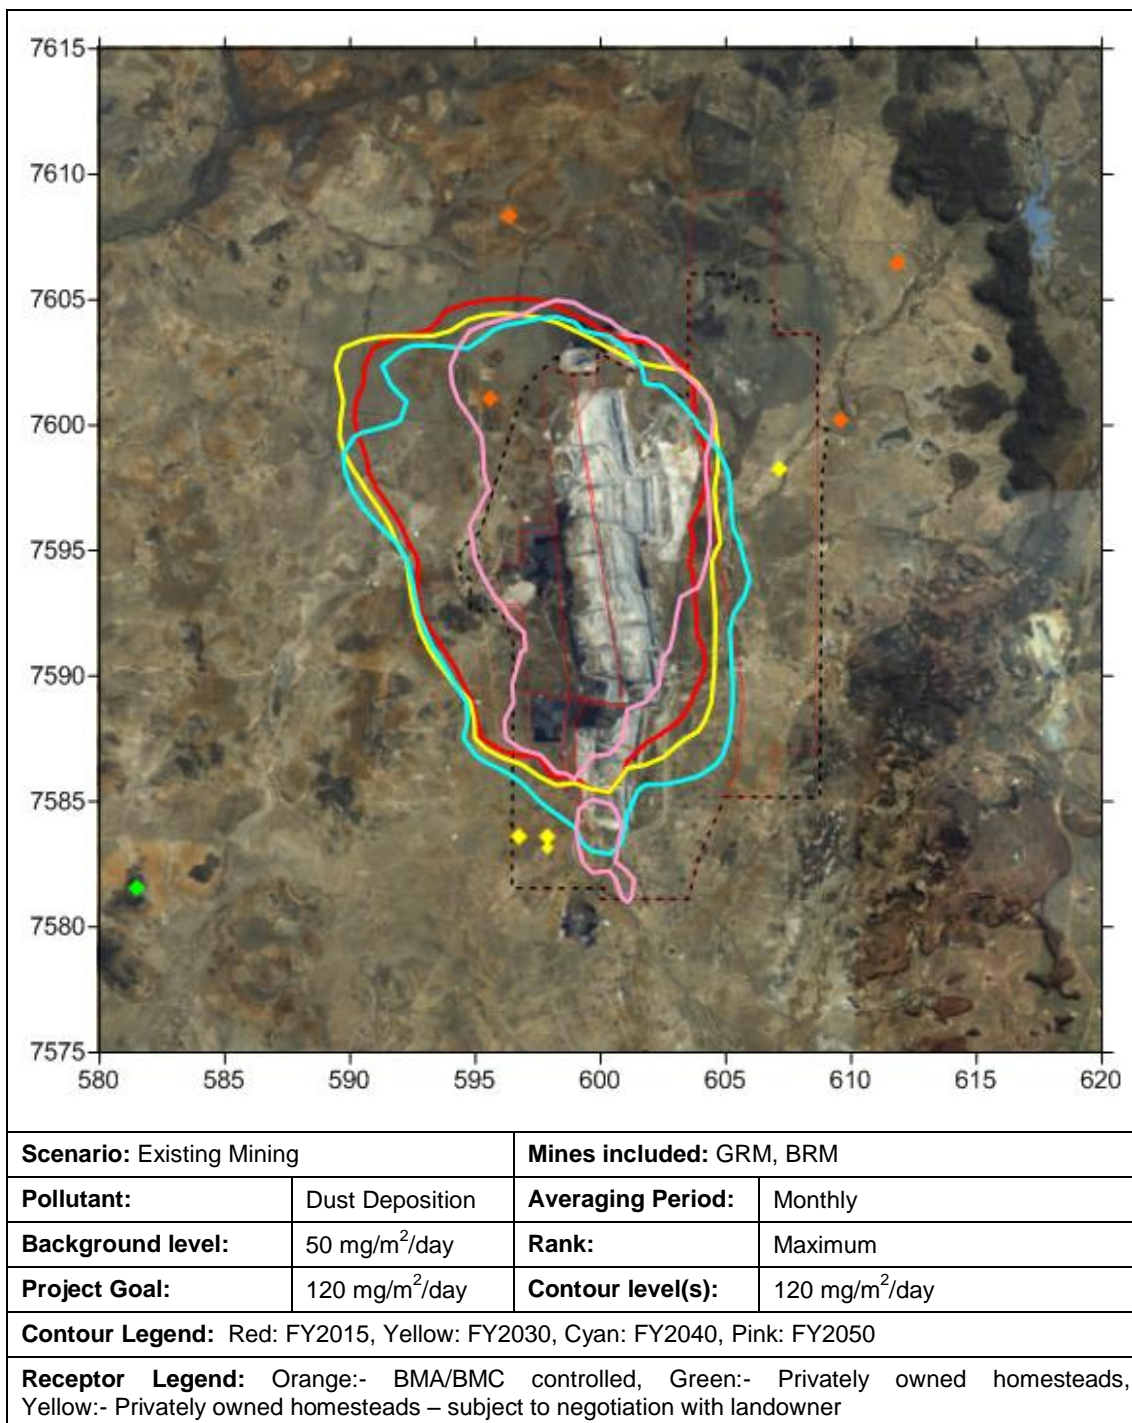 7615
7610
7605
7600
7595
7590
7585
7580
7575
580 585 590 595 600 605 610 615 620
Scenario: Existing Mining Mines included: GRM, BRM
Pollutant: Dust Deposition Averaging Period: Monthly
Background level: 50 mg/m²/day Rank: Maximum
Project Goal: 120 mg/m²/day Contour level(s): 120 mg/m²/day
Contour Legend: Red: FY2015, Yellow: FY2030, Cyan: FY2040, Pink: FY2050
Receptor Legend: Orange:- BMA/BMC controlled, Green:- Privately owned homesteads,
Yellow:- Privately owned homesteads – subject to negotiation with landowner